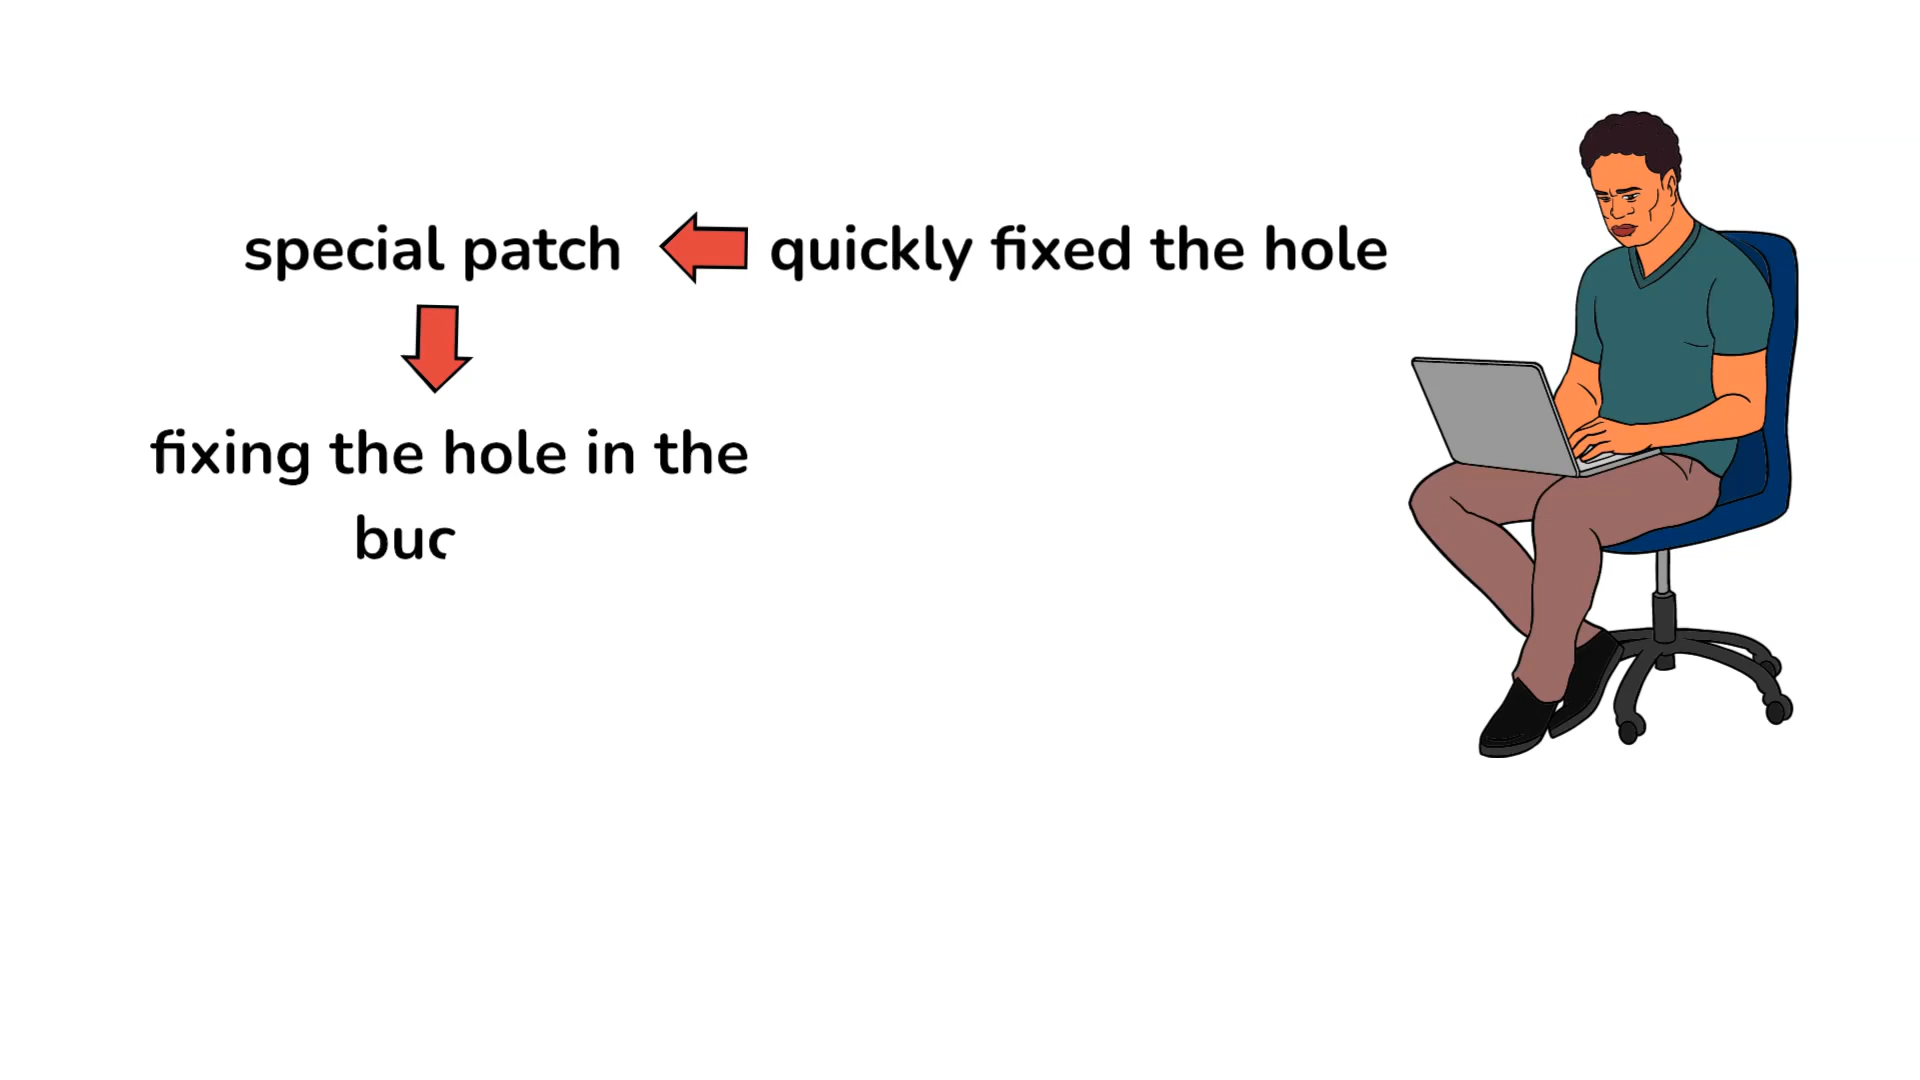 special patch
quickly fixed the hole
fixing the hole in the
buc